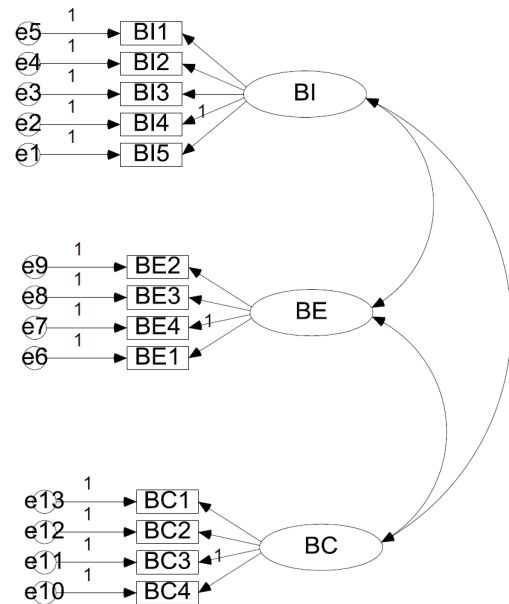 1
e5 BI1
1
e4 BI2
1
e3 BI3 BI
1
e2 BI4 1
1
e1 BI5
1
e9 BE2
1
e8 BE3
1
e7 BE4 1 BE
1
e6 BE1
1
e13 BC1
1
e12 BC2
1
e11 BC3 1 BC
1
e10 BC4